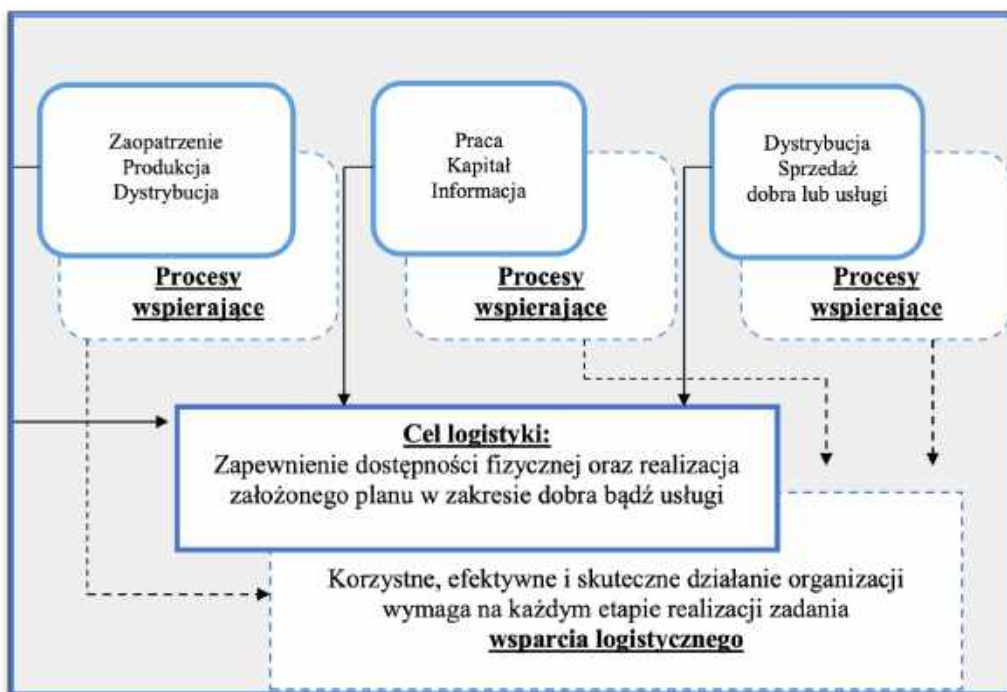 Zaopatrzenie
Produkcja
Dystrybucja
Procesy
wspierające
Praca
Kapitał
Informacja
Procesy
wspierające
Dystrybucja
Sprzedaż
dobra lub usługi
Procesy
wspierające
Cel logistyki:
Zapewnienie dostępności fizycznej oraz realizacja
założonego planu w zakresie dobra bądź usługi
Korzystne, efektywne i skuteczne działanie organizacji
wymaga na każdym etapie realizacji zadania
wsparcia logistycznego